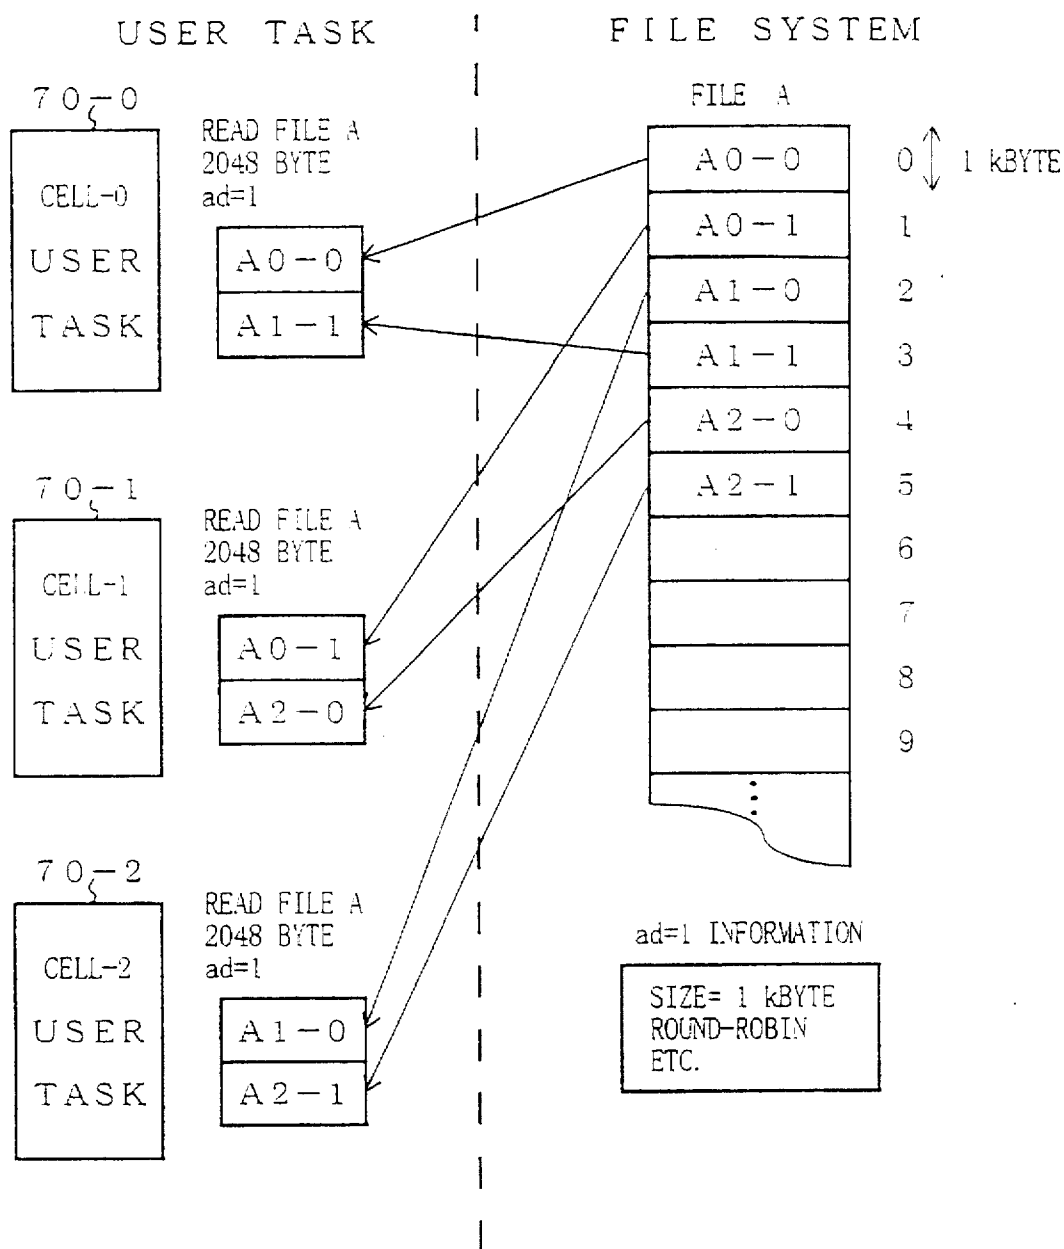 USER TASK
FILE SYSTEM
70-0
CELL-0
USER
TASK
READ FILE A
2048 BYTE
ad=1
A0-0
A1-1
70-1
CELL-1
USER
TASK
READ FILE A
2048 BYTE
ad=1
A0-1
A2-0
70-2
CELL-2
USER
TASK
READ FILE A
2048 BYTE
ad=1
A1-0
A2-1
FILE A
A0-0 0 1 kBYTE
A0-1 1
A1-0 2
A1-1 3
A2-0 4
A2-1 5
6
7
8
9
ad=1 INFORMATION
SIZE= 1 kBYTE
ROUND-ROBIN
ETC.